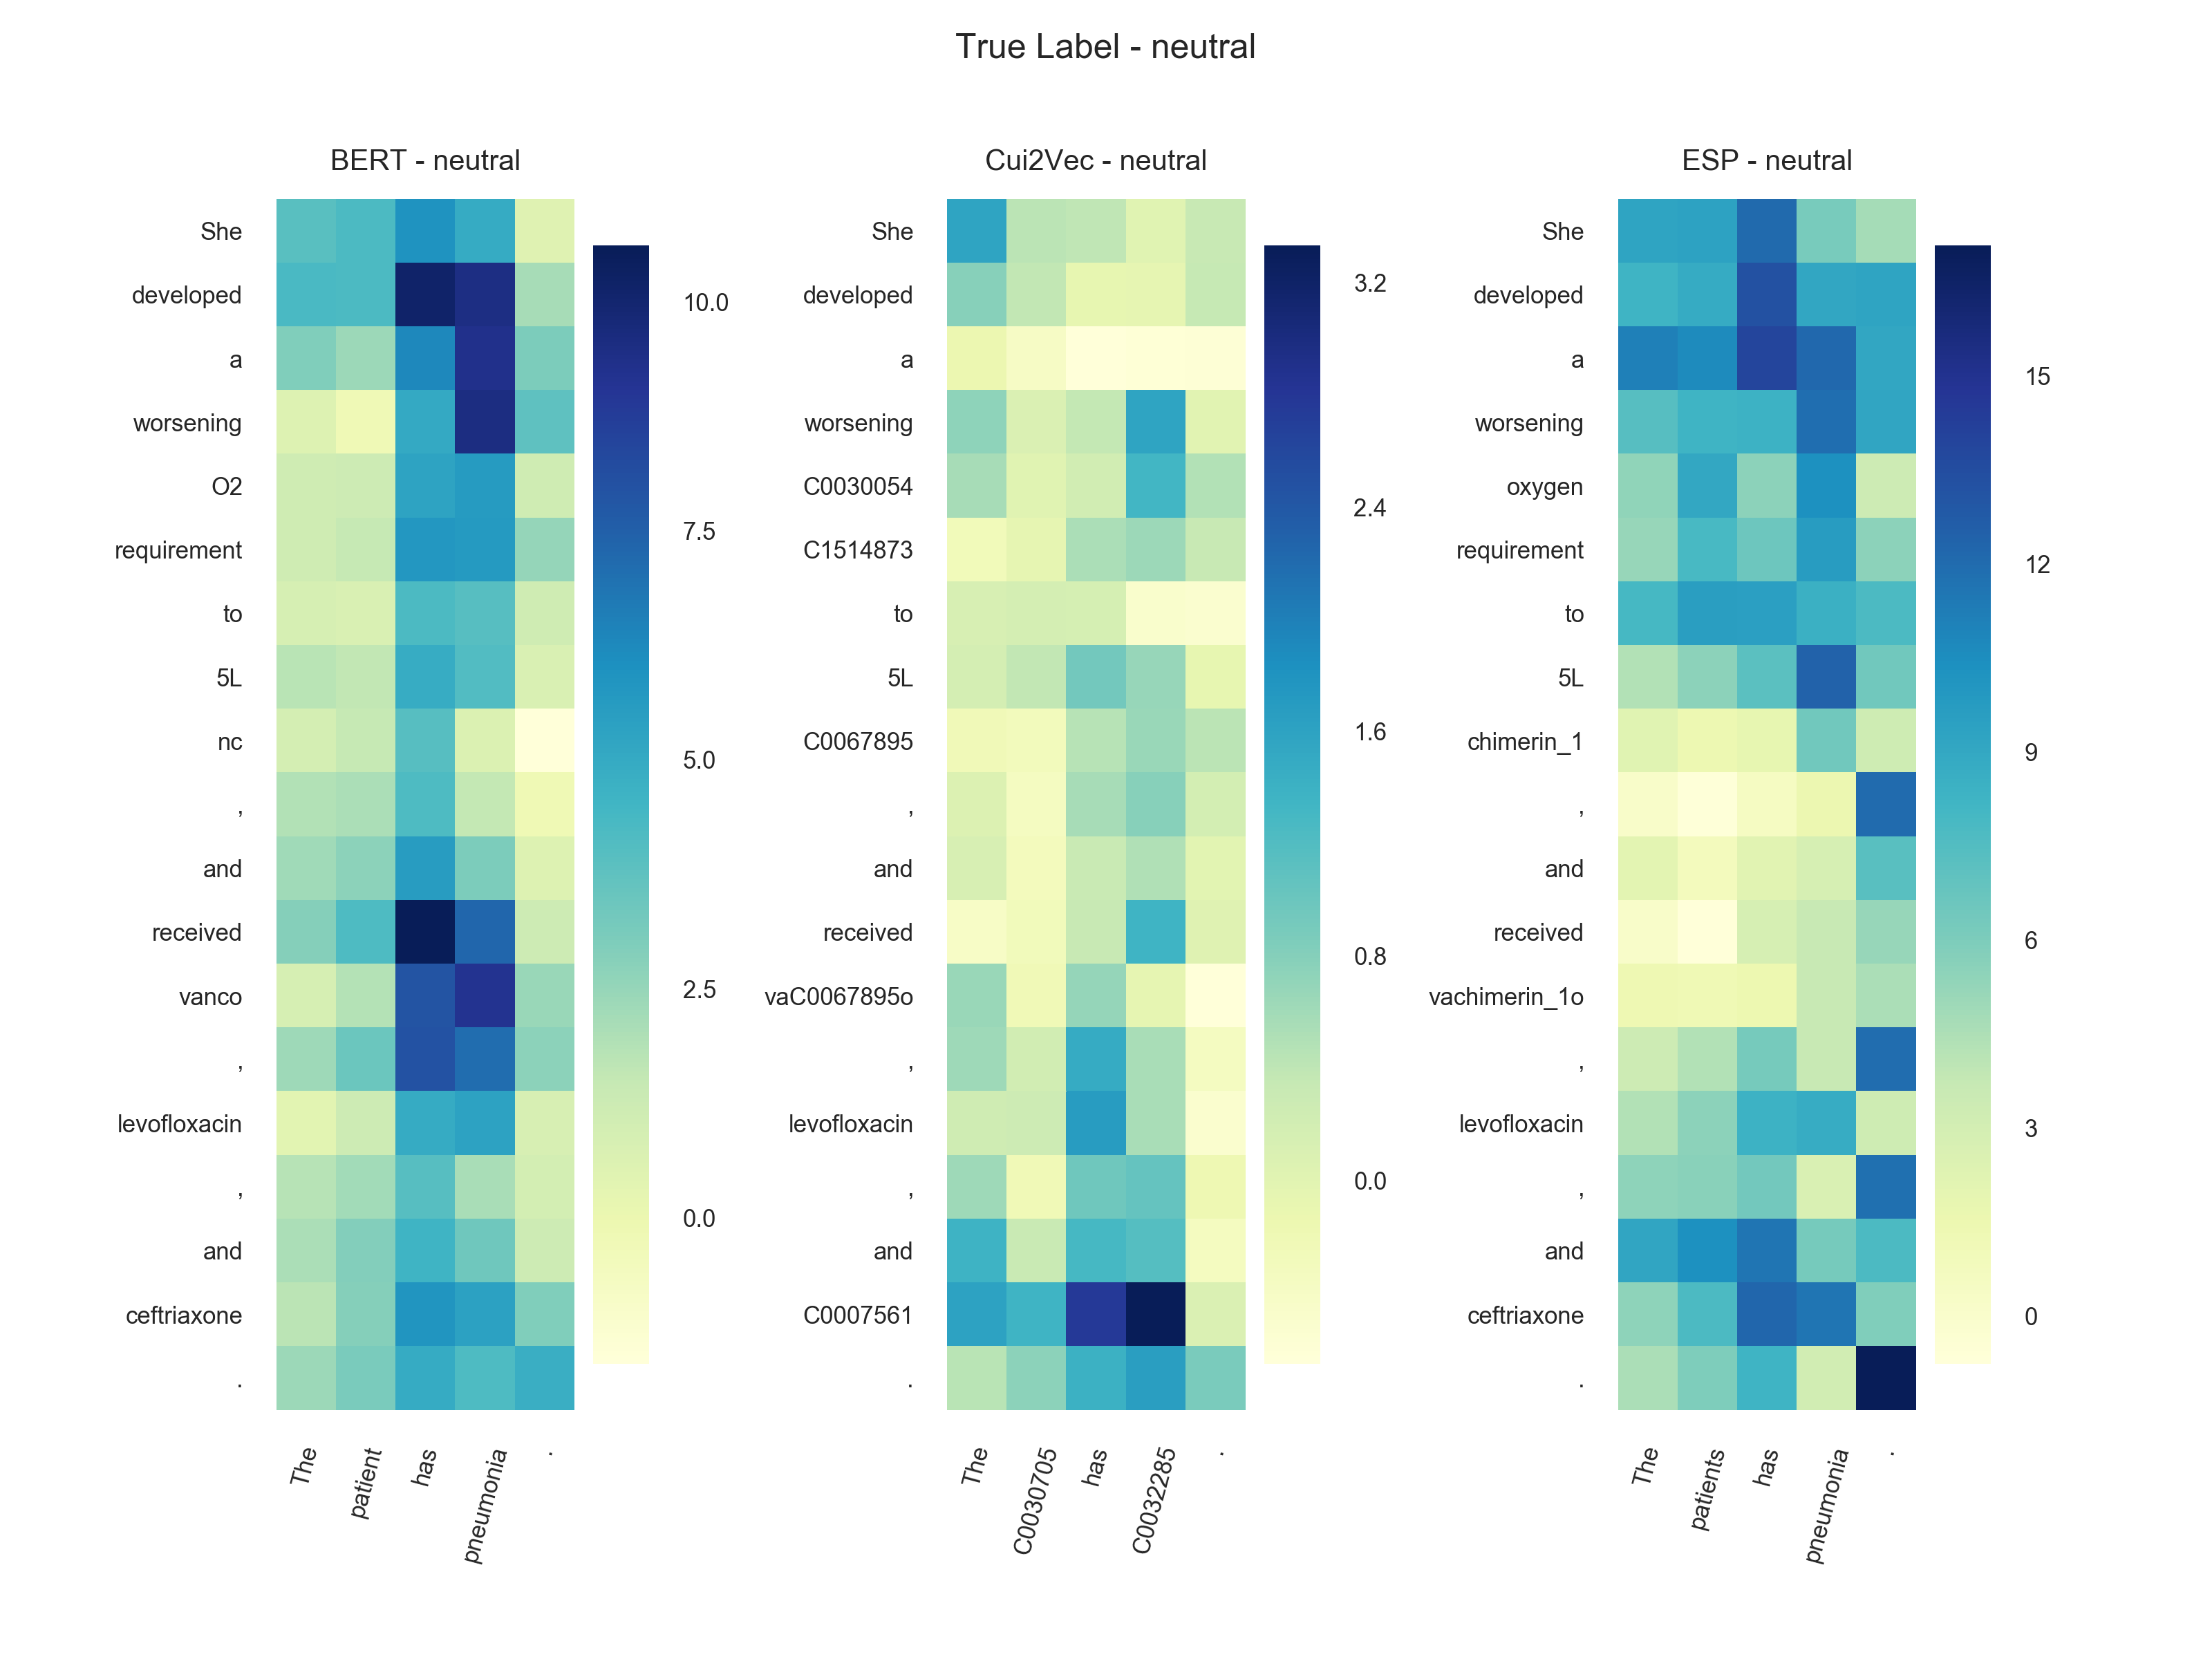 True Label - neutral
BERT - neutral
She
developed
a
worsening
O2
requirement
to
5L
nc
,
and
received
vanco
,
levofloxacin
,
and
ceftriaxone
.
The
patient
has
pneumonia
.
10.0
7.5
5.0
2.5
0.0
Cui2Vec - neutral
She
developed
a
worsening
C0030054
C1514873
to
5L
C0067895
,
and
received
vaC0067895o
,
levofloxacin
,
and
C0007561
.
The
C0030705
has
C0032285
.
3.2
2.4
1.6
0.8
0.0
ESP - neutral
She
developed
a
worsening
oxygen
requirement
to
5L
chimerin_1
,
and
received
vachimerin_1o
,
levofloxacin
,
and
ceftriaxone
.
The
patients
has
pneumonia
.
15
12
9
6
3
0